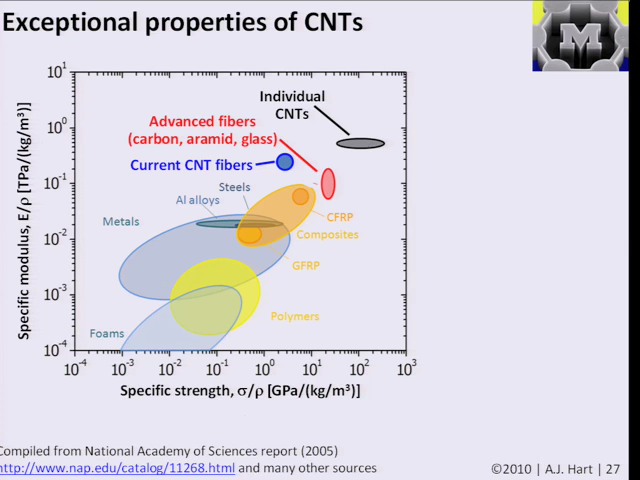 Exceptional properties of CNTs
M
10¹
10⁰
10⁻¹
10⁻²
10⁻³
10⁻⁴
Specific modulus, E/ρ [TPa/(kg/m³)]
Individual
CNTs
Advanced fibers
(carbon, aramid, glass)
Current CNT fibers
Steels
Al alloys
Metals
CFRP
Composites
GFRP
Polymers
Foams
10⁻⁴ 10⁻³ 10⁻² 10⁻¹ 10⁰ 10¹ 10² 10³
Specific strength, σ/ρ [GPa/(kg/m³)]
Compiled from National Academy of Sciences report (2005)
http://www.nap.edu/catalog/11268.html and many other sources
©2010 | A.J. Hart | 27